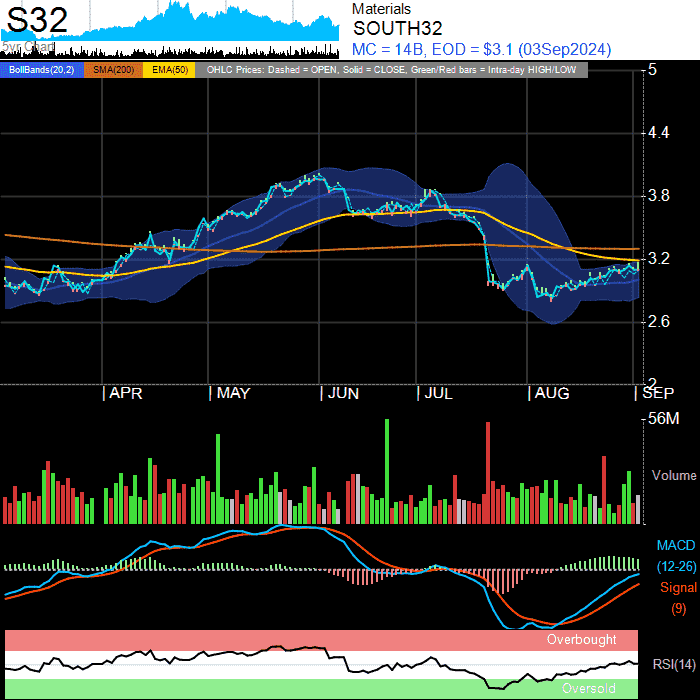 S32
5yr Chart
Materials
SOUTH32
MC = 14B, EOD = $3.1 (03Sep2024)
BollBands(20,2) SMA(200) EMA(50) OHLC Prices: Dashed = OPEN, Solid = CLOSE, Green/Red bars = Intra-day HIGH/LOW
5
4.4
3.8
3.2
2.6
2
APR MAY JUN JUL AUG SEP
56M
Volume
MACD
(12-26)
Signal
(9)
Overbought
RSI(14)
Oversold